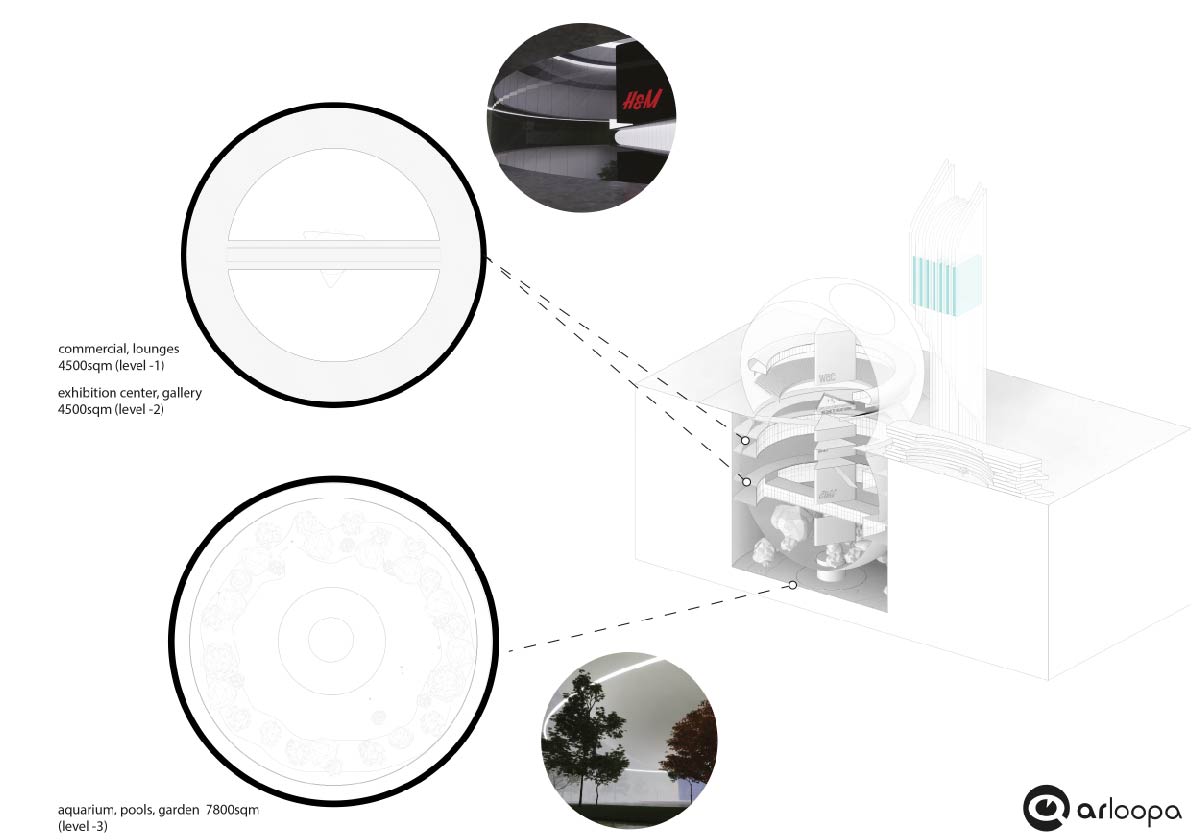 H&M
commercial, lounges
4500sqm (level -1)
exhibition center, gallery
4500sqm (level -2)
WBC
H&M
aquarium, pools, garden 7800sqm
(level -3)
arloopa